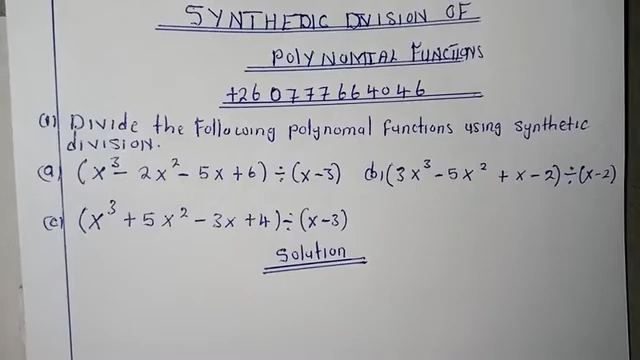 SYNTHEDIC DIVISION OF
POLYNOMIAL FUNCTIONS
+260777664046
(1) DIVIDE the following polynomal functions using synthetic
division.
(a) (x³ - 2x² - 5x + 6) ÷ (x-3) (b) (3x³ - 5x² + x - 2) ÷ (x-2)
(c) (x³ + 5x² - 3x + 4) ÷ (x-3)
Solution